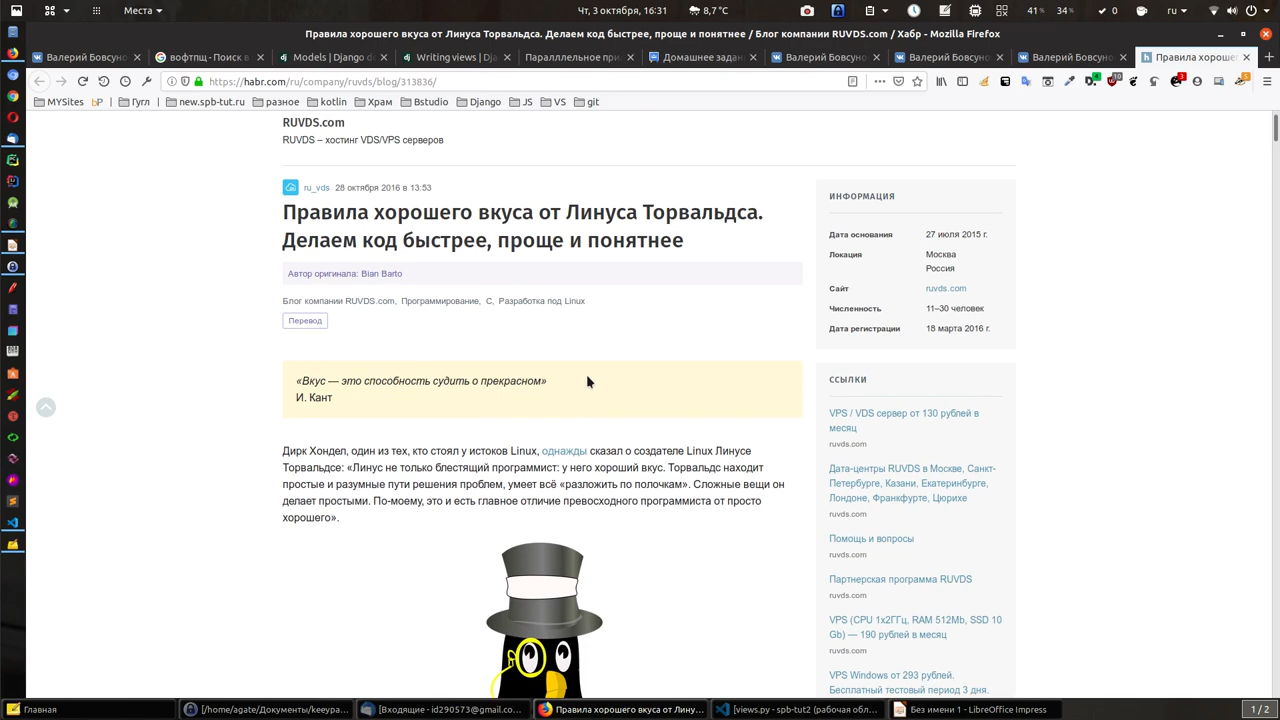 Места
Чт, 3 октября, 16:31
8,7 °C
41 %
34 %
0
ru
Правила хорошего вкуса от Линуса Торвальдса. Делаем код быстрее, проще и понятнее / Блог компании RUVDS.com / Хабр - Mozilla Firefox
Валерий Бовсуно
вофтпц - Поиск в
Models | Django d
Writing views | Dj
Параллельное при
Домашнее задан
Валерий Бовсуно
Валерий Бовсуно
Правила хорошег
https://habr.com/ru/company/ruvds/blog/313836/
MYSites
Гугл
new.spb-tut.ru
разное
kotlin
Храм
Bstudio
Django
JS
VS
git
RUVDS.com
RUVDS – хостинг VDS/VPS серверов
ru_vds 28 октября 2016 в 13:53
Правила хорошего вкуса от Линуса Торвальдса.
Делаем код быстрее, проще и понятнее
Автор оригинала: Bian Barto
Блог компании RUVDS.com, Программирование, C, Разработка под Linux
Перевод
«Вкус — это способность судить о прекрасном»
И. Кант
Дирк Хондел, один из тех, кто стоял у истоков Linux, однажды сказал о создателе Linux Линусе
Торвальдсе: «Линус не только блестящий программист: у него хороший вкус. Торвальдс находит
простые и разумные пути решения проблем, умеет всё «разложить по полочкам». Сложные вещи он
делает простыми. По-моему, это и есть главное отличие превосходного программиста от просто
хорошего».
ИНФОРМАЦИЯ
Дата основания 27 июля 2015 г.
Локация Москва
Россия
Сайт ruvds.com
Численность 11–30 человек
Дата регистрации 18 марта 2016 г.
ССЫЛКИ
VPS / VDS сервер от 130 рублей в
месяц
ruvds.com
Дата-центры RUVDS в Москве, Санкт-
Петербурге, Казани, Екатеринбурге,
Лондоне, Франкфурте, Цюрихе
ruvds.com
Помощь и вопросы
ruvds.com
Партнерская программа RUVDS
ruvds.com
VPS (CPU 1x2ГГц, RAM 512Mb, SSD 10
Gb) — 190 рублей в месяц
ruvds.com
VPS Windows от 293 рублей.
Бесплатный тестовый период 3 дня.
Главная
[/home/agate/Документы/keepa...
[Входящие - id290573@gmail.co...
Правила хорошего вкуса от Лину...
[views.py - spb-tut2 (рабочая обл...
Без имени 1 - LibreOffice Impress
1 / 2